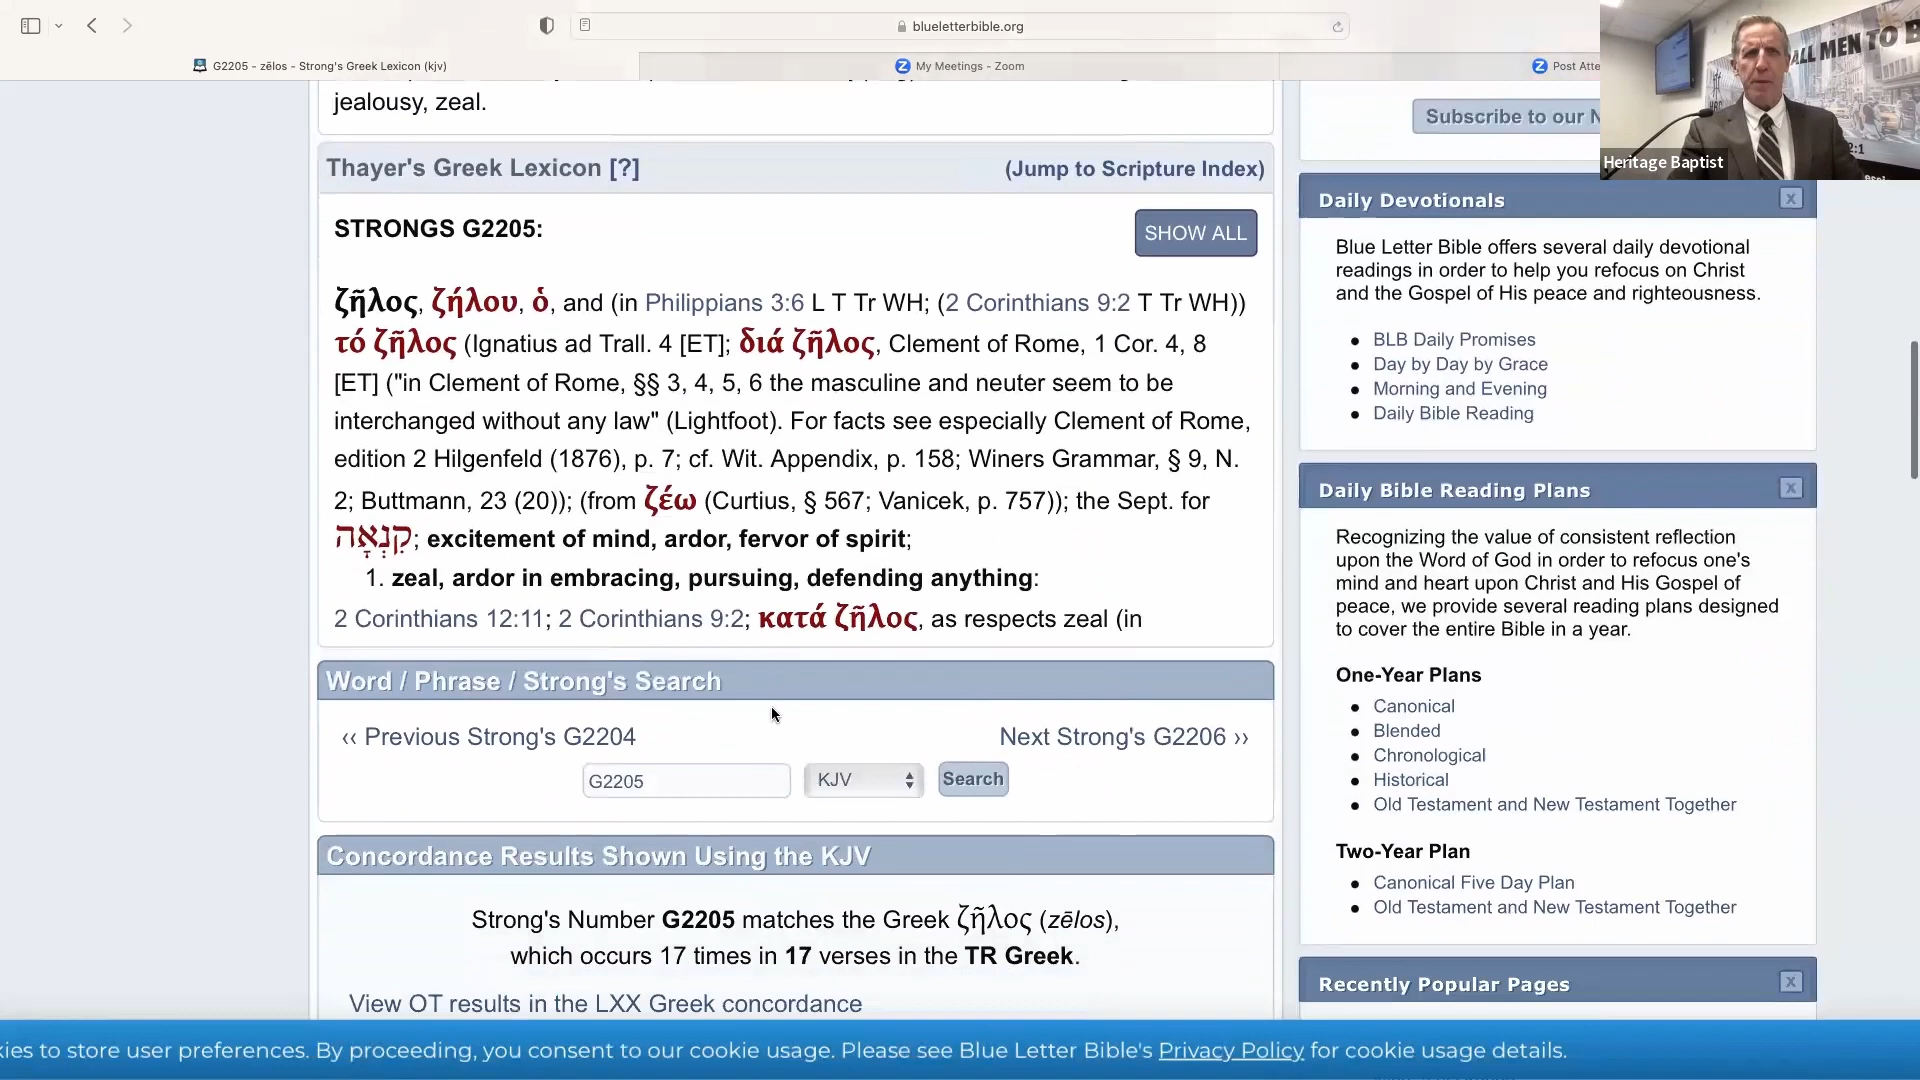 blueletterbible.org
G2205 - zēlos - Strong's Greek Lexicon (kjv)
My Meetings - Zoom
Post Atte
ALL MEN TO B
2:1
Heritage Baptist
jealousy, zeal.
Thayer's Greek Lexicon [?]
(Jump to Scripture Index)
STRONGS G2205:
SHOW ALL
ζῆλος, ζήλου, ὁ, and (in Philippians 3:6 L T Tr WH; (2 Corinthians 9:2 T Tr WH))
τό ζῆλος (Ignatius ad Trall. 4 [ET]; διά ζῆλος, Clement of Rome, 1 Cor. 4, 8
[ET] ("in Clement of Rome, §§ 3, 4, 5, 6 the masculine and neuter seem to be
interchanged without any law" (Lightfoot). For facts see especially Clement of Rome,
edition 2 Hilgenfeld (1876), p. 7; cf. Wit. Appendix, p. 158; Winers Grammar, § 9, N.
2; Buttmann, 23 (20)); (from ζέω (Curtius, § 567; Vanicek, p. 757)); the Sept. for
קִנְאָה; excitement of mind, ardor, fervor of spirit;
1. zeal, ardor in embracing, pursuing, defending anything:
2 Corinthians 12:11; 2 Corinthians 9:2; κατά ζῆλος, as respects zeal (in
Word / Phrase / Strong's Search
‹‹ Previous Strong's G2204
Next Strong's G2206 ››
G2205
KJV
Search
Concordance Results Shown Using the KJV
Strong's Number G2205 matches the Greek ζῆλος (zēlos),
which occurs 17 times in 17 verses in the TR Greek.
View OT results in the LXX Greek concordance
Subscribe to our N
Daily Devotionals
x
Blue Letter Bible offers several daily devotional
readings in order to help you refocus on Christ
and the Gospel of His peace and righteousness.
• BLB Daily Promises
• Day by Day by Grace
• Morning and Evening
• Daily Bible Reading
Daily Bible Reading Plans
x
Recognizing the value of consistent reflection
upon the Word of God in order to refocus one's
mind and heart upon Christ and His Gospel of
peace, we provide several reading plans designed
to cover the entire Bible in a year.
One-Year Plans
• Canonical
• Blended
• Chronological
• Historical
• Old Testament and New Testament Together
Two-Year Plan
• Canonical Five Day Plan
• Old Testament and New Testament Together
Recently Popular Pages
x
ies to store user preferences. By proceeding, you consent to our cookie usage. Please see Blue Letter Bible's Privacy Policy for cookie usage details.